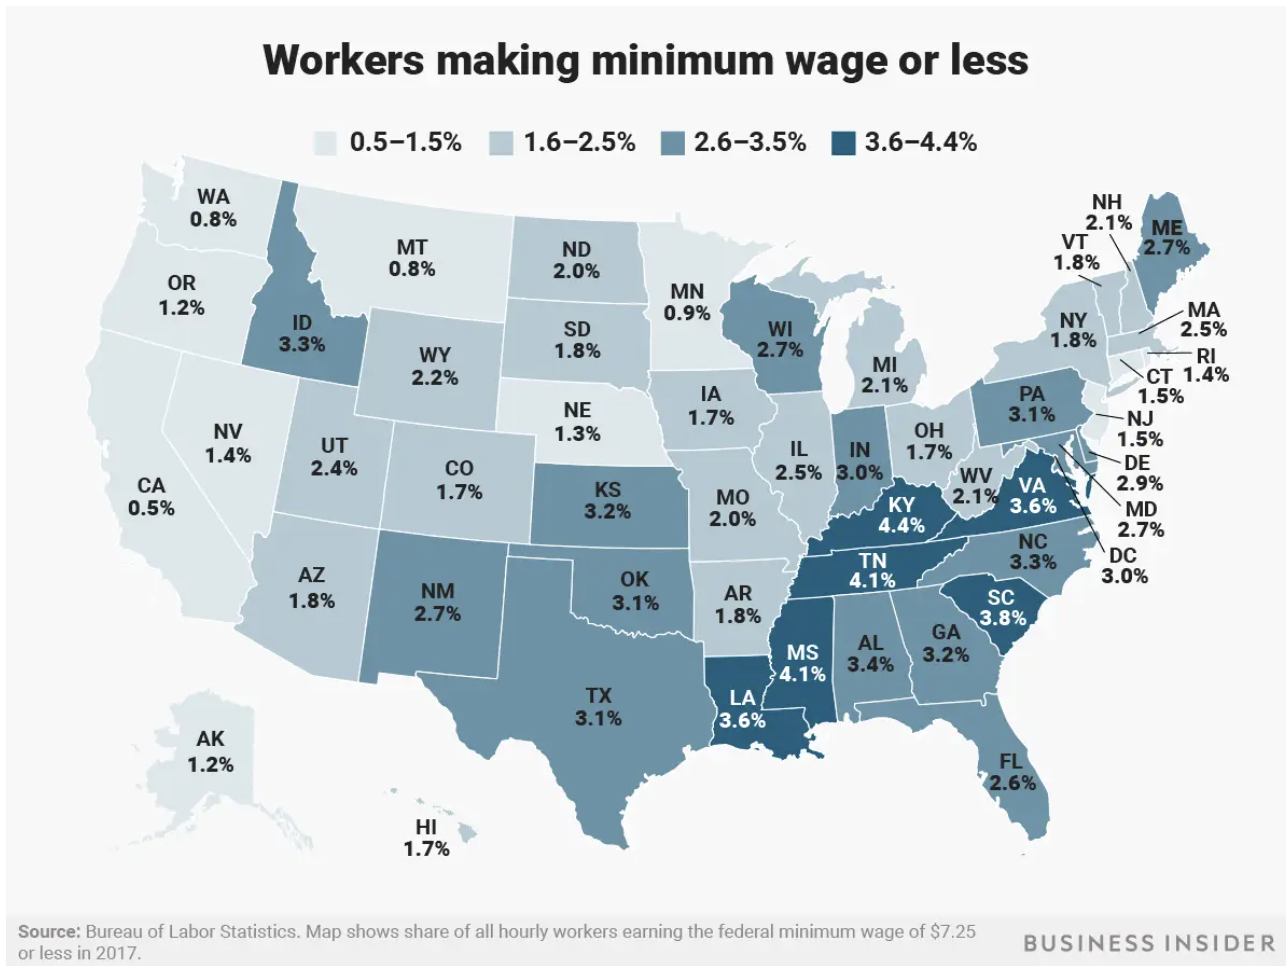 Workers making minimum wage or less
0.5–1.5%
1.6–2.5%
2.6–3.5%
3.6–4.4%
WA
0.8%
OR
1.2%
ID
3.3%
MT
0.8%
ND
2.0%
MN
0.9%
SD
1.8%
WY
2.2%
WI
2.7%
MI
2.1%
NH
2.1%
VT
1.8%
ME
2.7%
NY
1.8%
MA
2.5%
RI
1.4%
CT
1.5%
NJ
1.5%
PA
3.1%
DE
2.9%
MD
2.7%
DC
3.0%
NE
1.3%
IA
1.7%
NV
1.4%
UT
2.4%
CO
1.7%
CA
0.5%
KS
3.2%
MO
2.0%
IL
2.5%
IN
3.0%
OH
1.7%
WV
2.1%
VA
3.6%
KY
4.4%
NC
3.3%
TN
4.1%
SC
3.8%
AZ
1.8%
NM
2.7%
OK
3.1%
AR
1.8%
MS
4.1%
AL
3.4%
GA
3.2%
LA
3.6%
TX
3.1%
FL
2.6%
AK
1.2%
HI
1.7%
Source: Bureau of Labor Statistics. Map shows share of all hourly workers earning the federal minimum wage of $7.25
or less in 2017.
BUSINESS INSIDER